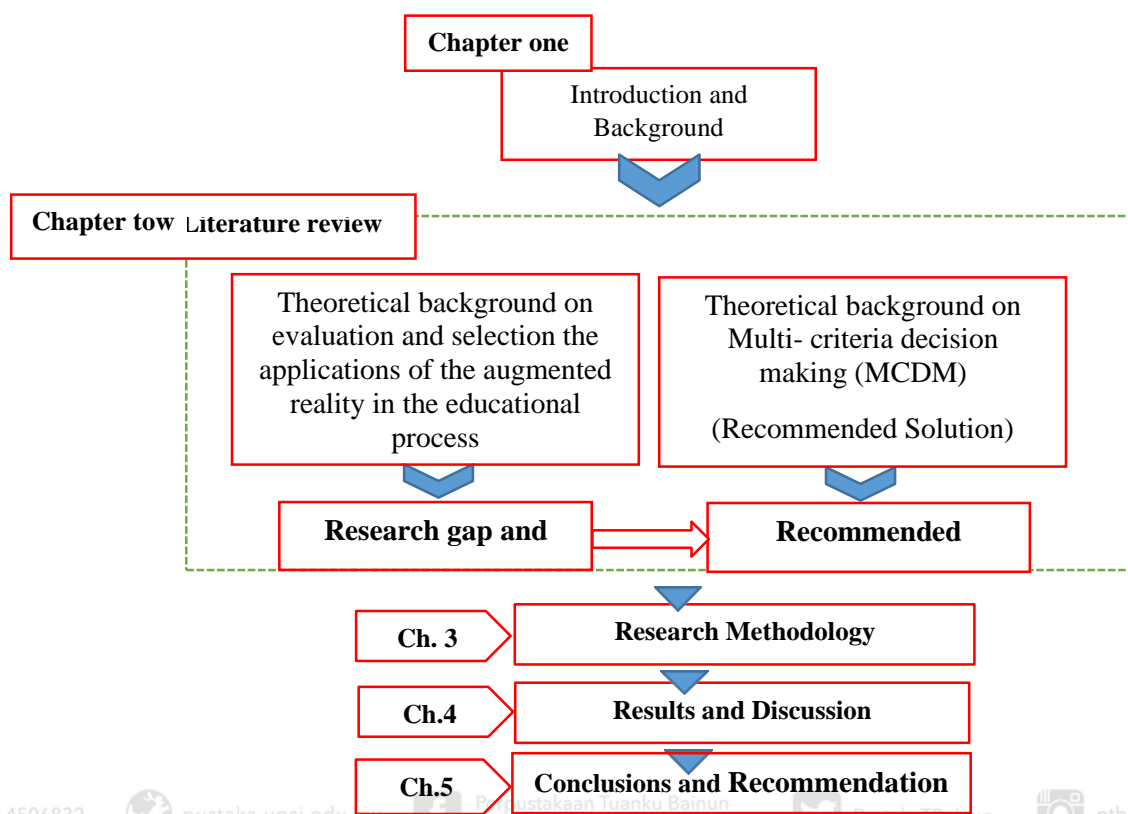 Chapter one
Introduction and
Background
Chapter tow Literature review
Theoretical background on
evaluation and selection the
applications of the augmented
reality in the educational
process
Theoretical background on
Multi- criteria decision
making (MCDM)
(Recommended Solution)
Research gap and
Recommended
Ch. 3
Research Methodology
Ch.4
Results and Discussion
Ch.5
Conclusions and Recommendation
4506832
Perpustakaan Tuanku Bainun